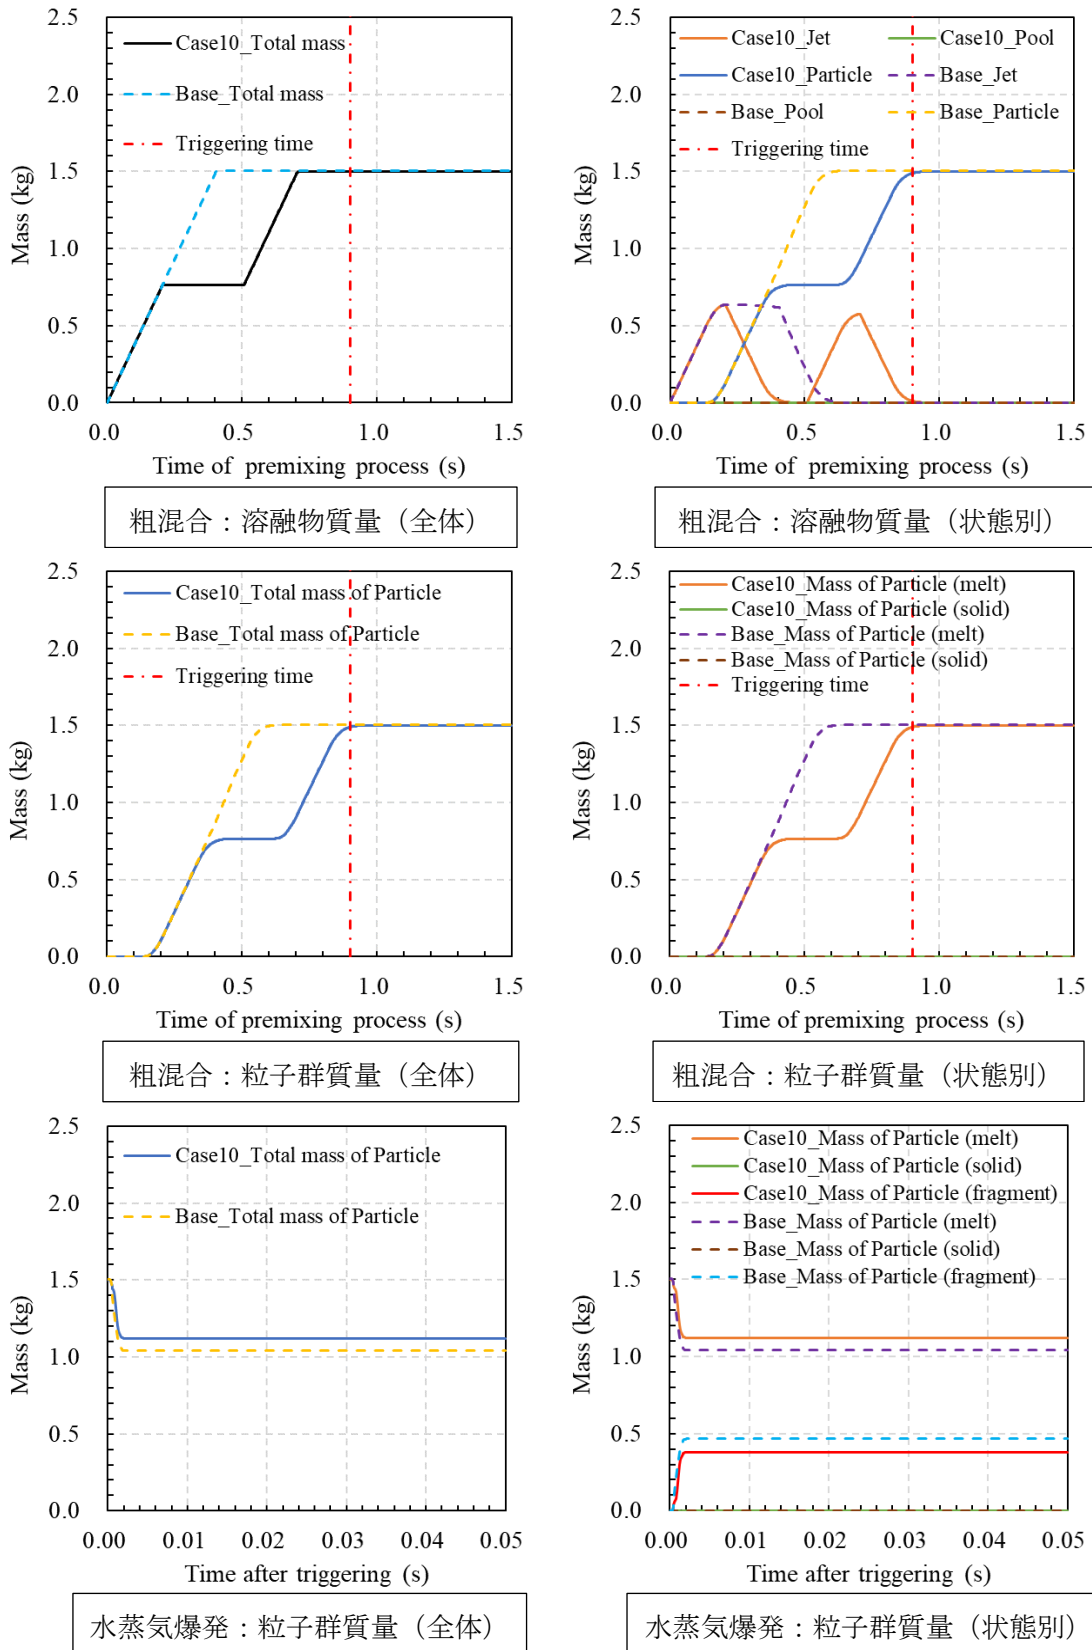 2.5
2.0
1.5
1.0
0.5
0.0
Mass (kg)
Case10_Total mass
Base_Total mass
Triggering time
0.0 0.5 1.0 1.5
Time of premixing process (s)
粗混合：溶融物質量（全体）
2.5
2.0
1.5
1.0
0.5
0.0
Mass (kg)
Case10_Jet Case10_Pool
Case10_Particle Base_Jet
Base_Pool Base_Particle
Triggering time
0.0 0.5 1.0 1.5
Time of premixing process (s)
粗混合：溶融物質量（状態別）
2.5
2.0
1.5
1.0
0.5
0.0
Mass (kg)
Case10_Total mass of Particle
Base_Total mass of Particle
Triggering time
0.0 0.5 1.0 1.5
Time of premixing process (s)
粗混合：粒子群質量（全体）
2.5
2.0
1.5
1.0
0.5
0.0
Mass (kg)
Case10_Mass of Particle (melt)
Case10_Mass of Particle (solid)
Base_Mass of Particle (melt)
Base_Mass of Particle (solid)
Triggering time
0.0 0.5 1.0 1.5
Time of premixing process (s)
粗混合：粒子群質量（状態別）
2.5
2.0
1.5
1.0
0.5
0.0
Mass (kg)
Case10_Total mass of Particle
Base_Total mass of Particle
0.00 0.01 0.02 0.03 0.04 0.05
Time after triggering (s)
水蒸気爆発：粒子群質量（全体）
2.5
2.0
1.5
1.0
0.5
0.0
Mass (kg)
Case10_Mass of Particle (melt)
Case10_Mass of Particle (solid)
Case10_Mass of Particle (fragment)
Base_Mass of Particle (melt)
Base_Mass of Particle (solid)
Base_Mass of Particle (fragment)
0.00 0.01 0.02 0.03 0.04 0.05
Time after triggering (s)
水蒸気爆発：粒子群質量（状態別）